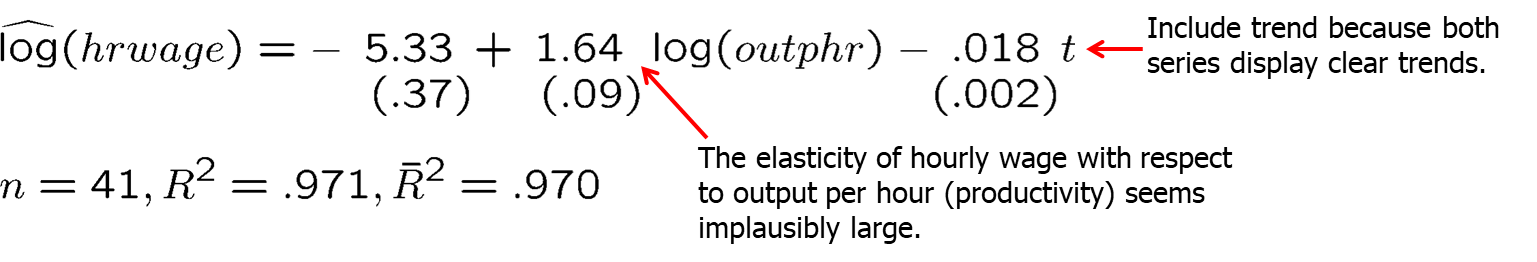 Include trend because both
series display clear trends.
log(hrwage) = − 5.33 + 1.64 log(outphr) − .018 t
(.37) (.09) (.002)
The elasticity of hourly wage with respect
to output per hour (productivity) seems
implausibly large.
n = 41, R² = .971, R̄² = .970